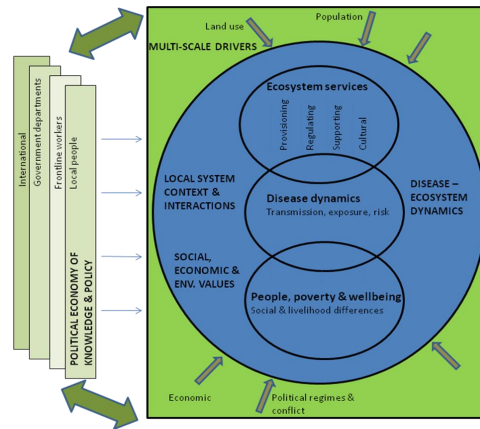 Land use
Population
MULTI-SCALE DRIVERS
Ecosystem services
Provisioning
Regulating
Supporting
Cultural
International
Government departments
Frontline workers
Local people
POLITICAL ECONOMY OF
KNOWLEDGE & POLICY
LOCAL SYSTEM
CONTEXT &
INTERACTIONS
Disease dynamics
Transmission, exposure, risk
DISEASE –
ECOSYSTEM
DYNAMICS
SOCIAL,
ECONOMIC &
ENV. VALUES
People, poverty & wellbeing
Social & livelihood differences
Economic
Political regimes &
conflict